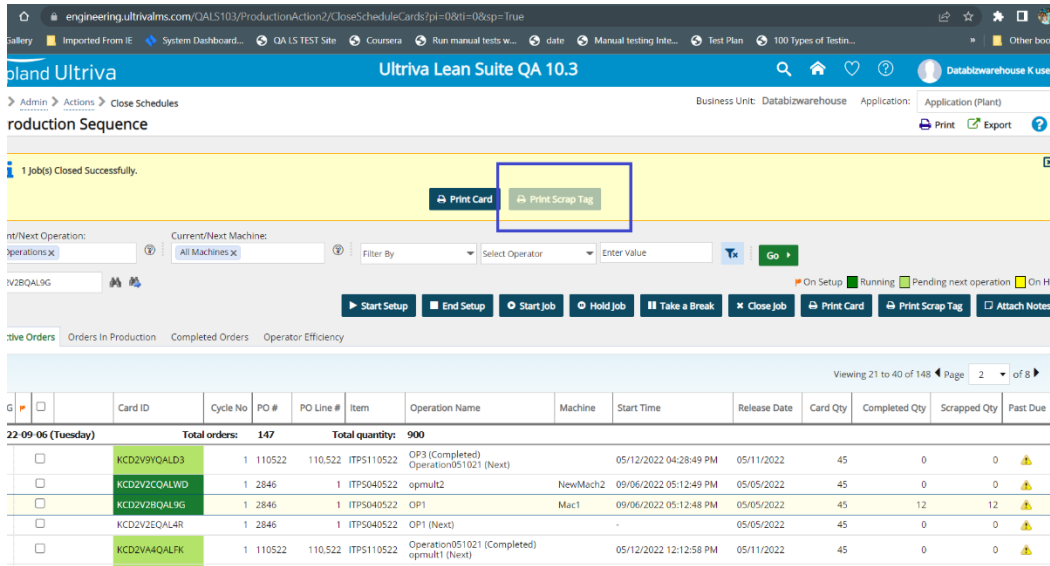 engineering.ultrivalms.com/QALS103/ProductionAction2/CloseScheduleCards?pi=0&ti=0&sp=True
Gallery Imported From IE System Dashboard... QA LS TEST Site Coursera Run manual tests w... date Manual testing Inte... Test Plan 100 Types of Testin... » Other boo
pland Ultriva Ultriva Lean Suite QA 10.3 Databizwarehouse K use
> Admin > Actions > Close Schedules Business Unit: Databizwarehouse Application: Application (Plant)
roduction Sequence Print Export ?
1 Job(s) Closed Successfully.
Print Card Print Scrap Tag
nt/Next Operation: Current/Next Machine:
Operations x All Machines x Filter By Select Operator Enter Value Go
2V2BQAL9G On Setup Running Pending next operation On H
Start Setup End Setup Start Job Hold Job Take a Break Close Job Print Card Print Scrap Tag Attach Notes
ctive Orders Orders In Production Completed Orders Operator Efficiency
Viewing 21 to 40 of 148 Page 2 of 8
G Card ID Cycle No PO # PO Line # Item Operation Name Machine Start Time Release Date Card Qty Completed Qty Scrapped Qty Past Due
22-09-06 (Tuesday) Total orders: 147 Total quantity: 900
KCD2V9YQALD3 1 110522 110,522 ITPS110522 OP3 (Completed) 05/12/2022 04:28:49 PM 05/11/2022 45 0 0
Operation051021 (Next)
KCD2V2CQALWD 1 2846 1 ITPS040522 opmult2 NewMach2 09/06/2022 05:12:49 PM 05/05/2022 45 0 0
KCD2V2BQAL9G 1 2846 1 ITPS040522 OP1 Mac1 09/06/2022 05:12:48 PM 05/05/2022 45 12 12
KCD2V2EQAL4R 1 2846 1 ITPS040522 OP1 (Next) - 05/05/2022 45 0 0
KCD2VA4QALFK 1 110522 110,522 ITPS110522 Operation051021 (Completed) 05/12/2022 12:12:58 PM 05/11/2022 45 0 0
opmult1 (Next)